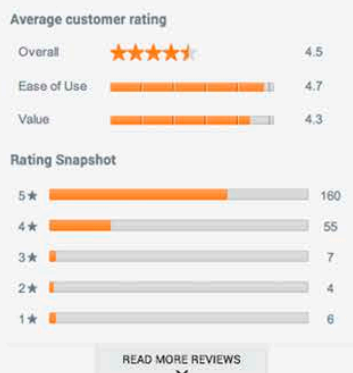 Average customer rating
Overall 4.5
Ease of Use 4.7
Value 4.3
Rating Snapshot
5★ 160
4★ 55
3★ 7
2★ 4
1★ 6
READ MORE REVIEWS